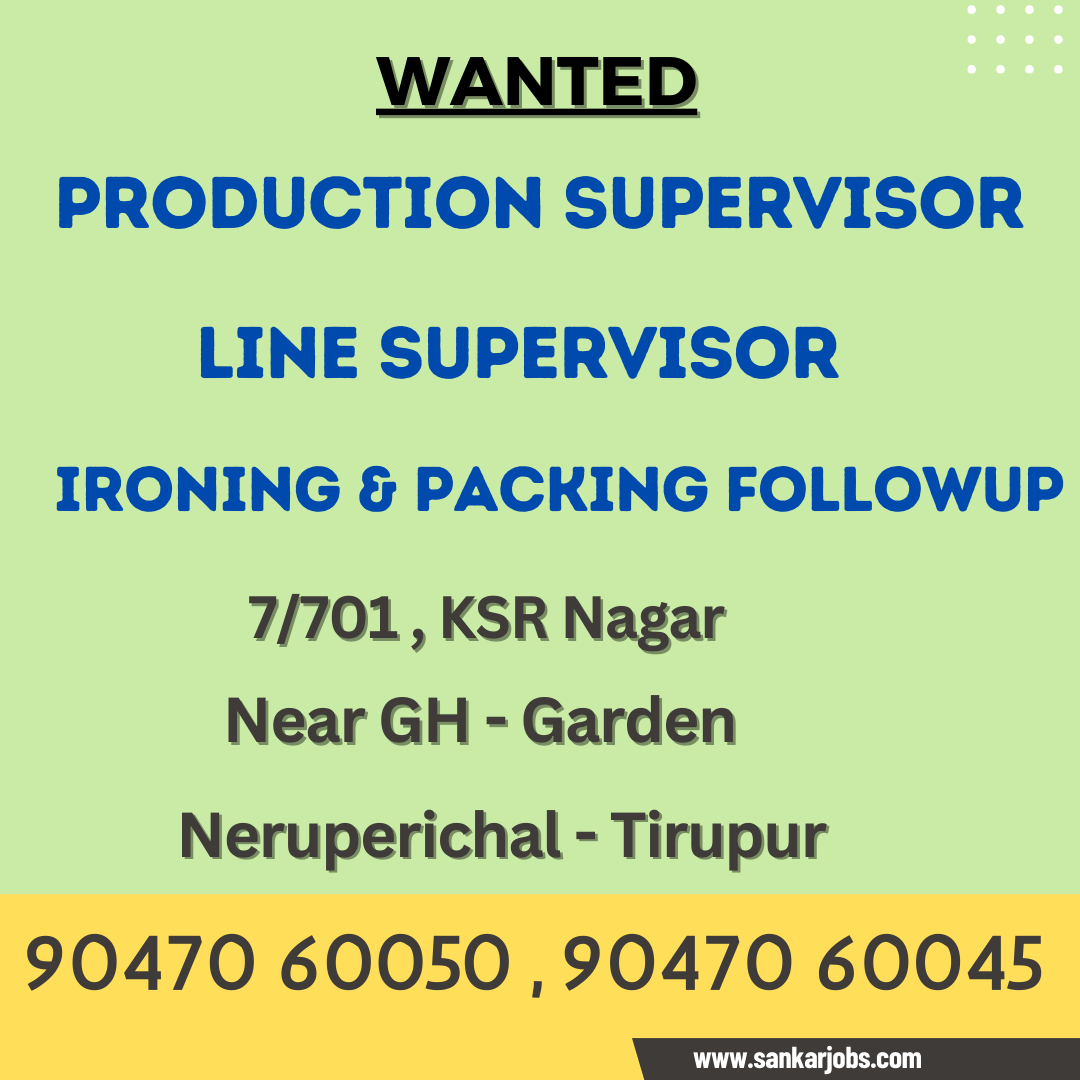 WANTED
PRODUCTION SUPERVISOR
LINE SUPERVISOR
IRONING & PACKING FOLLOWUP
7/701 , KSR Nagar
Near GH - Garden
Neruperichal - Tirupur
90470 60050 , 90470 60045
www.sankarjobs.com